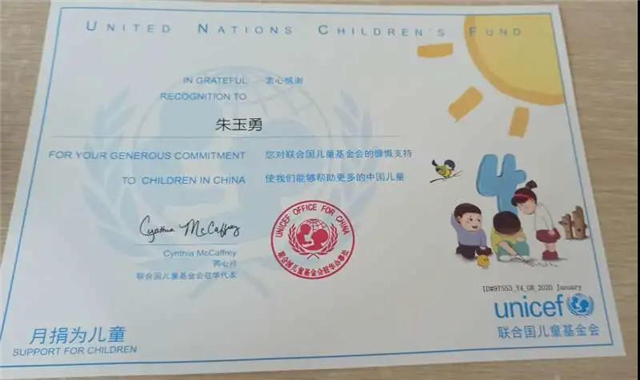 UNITED NATIONS CHILDREN'S FUND
IN GRATEFUL 衷心感谢
RECOGNITION TO
朱玉勇
FOR YOUR GENEROUS COMMITMENT 您对联合国儿童基金会的慷慨支持
TO CHILDREN IN CHINA 使我们能够帮助更多的中国儿童
4
Cynthia McCaffrey
UNICEF OFFICE FOR CHINA
联合国儿童基金会驻华办事处
Cynthia McCaffrey
芮心月
联合国儿童基金会驻华代表
ID#97553_Y4_GR_2020 January
unicef
联合国儿童基金会
月捐为儿童
SUPPORT FOR CHILDREN